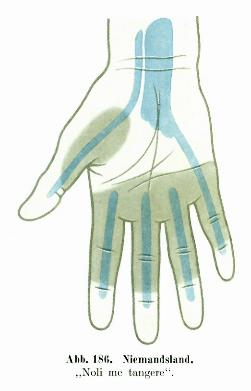 Abb. 186. Niemandsland.
„Noli me tangere“.